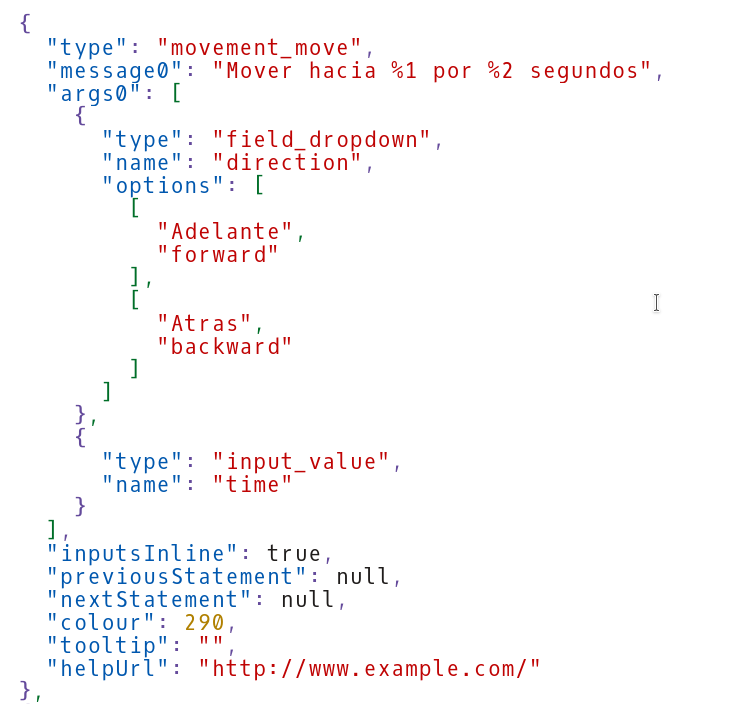 {
  "type": "movement_move",
  "message0": "Mover hacia %1 por %2 segundos",
  "args0": [
    {
      "type": "field_dropdown",
      "name": "direction",
      "options": [
        [
          "Adelante",
          "forward"
        ],
        [
          "Atras",
          "backward"
        ]
      ]
    },
    {
      "type": "input_value",
      "name": "time"
    }
  ],
  "inputsInline": true,
  "previousStatement": null,
  "nextStatement": null,
  "colour": 290,
  "tooltip": "",
  "helpUrl": "http://www.example.com/"
},